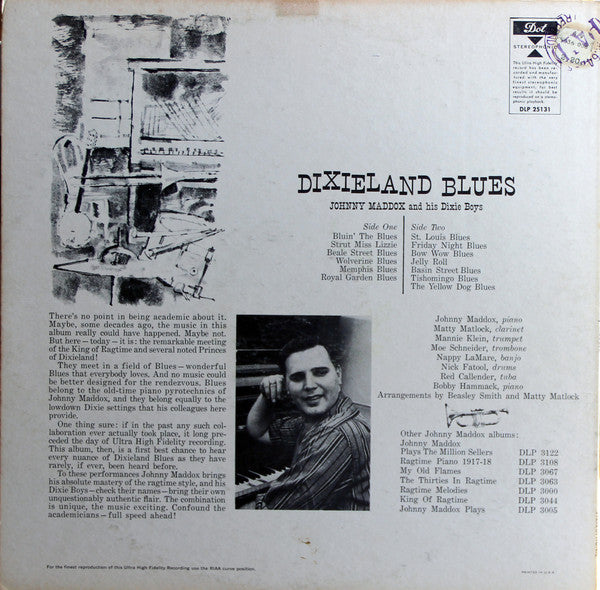 Dot
STEREOPHONIC
This Ultra High Fidelity
record has been re-
corded and manufac-
tured with the very
finest stereophonic
equipment; for best
results it should be
reproduced on a stereo-
phonic playback.
DLP 25131
DIXIELAND BLUES
JOHNNY MADDOX and his Dixie Boys
Side One
Bluin' The Blues
Strut Miss Lizzie
Beale Street Blues
Wolverine Blues
Memphis Blues
Royal Garden Blues
Side Two
St. Louis Blues
Friday Night Blues
Bow Wow Blues
Jelly Roll
Basin Street Blues
Tishomingo Blues
The Yellow Dog Blues
There's no point in being academic about it.
Maybe, some decades ago, the music in this
album really could have happened. Maybe not.
But here – today – it is: the remarkable meeting
of the King of Ragtime and several noted Princes
of Dixieland!
They meet in a field of Blues – wonderful
Blues that everybody loves. And no music could
be better designed for the rendezvous. Blues
belong to the old-time piano pyrotechnics of
Johnny Maddox, and they belong equally to the
lowdown Dixie settings that his colleagues here
provide.
One thing sure: if in the past any such col-
laboration ever actually took place, it long pre-
ceded the day of Ultra High Fidelity recording.
This album, then, is a first best chance to hear
every nuance of Dixieland Blues as they have
rarely, if ever, been heard before.
To these performances Johnny Maddox brings
his absolute mastery of the ragtime style, and his
Dixie Boys – check their names – bring their own
unquestionably authentic flair. The combination
is unique, the music exciting. Confound the
academicians – full speed ahead!
Johnny Maddox, piano
Matty Matlock, clarinet
Mannie Klein, trumpet
Moe Schneider, trombone
Nappy LaMare, banjo
Nick Fatool, drums
Red Callender, tuba
Bobby Hammack, piano
Arrangements by Beasley Smith and Matty Matlock
Other Johnny Maddox albums:
Johnny Maddox
Plays The Million Sellers DLP 3122
Ragtime Piano 1917-18 DLP 3108
My Old Flames DLP 3067
The Thirties In Ragtime DLP 3063
Ragtime Melodies DLP 3060
King Of Ragtime DLP 3044
Johnny Maddox Plays DLP 3005
For the finest reproduction of this Ultra High Fidelity Recording use the RIAA curve position.
PRINTED IN U.S.A.